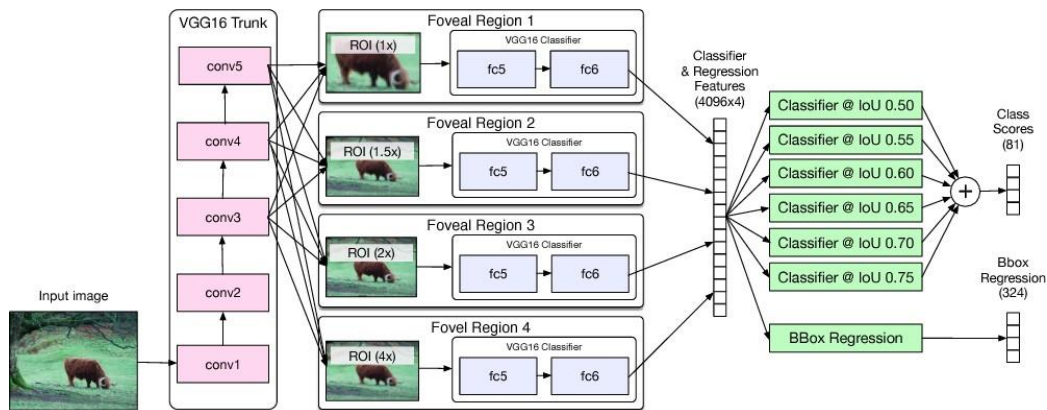 VGG16 Trunk
conv5
conv4
conv3
conv2
conv1
Input image
Foveal Region 1
ROI (1x)
VGG16 Classifier
fc5
fc6
Foveal Region 2
ROI (1.5x)
VGG16 Classifier
fc5
fc6
Foveal Region 3
ROI (2x)
VGG16 Classifier
fc5
fc6
Fovel Region 4
ROI (4x)
VGG16 Classifier
fc5
fc6
Classifier
& Regression
Features
(4096x4)
Classifier @ IoU 0.50
Classifier @ IoU 0.55
Classifier @ IoU 0.60
Classifier @ IoU 0.65
Classifier @ IoU 0.70
Classifier @ IoU 0.75
BBox Regression
+
Class
Scores
(81)
Bbox
Regression
(324)